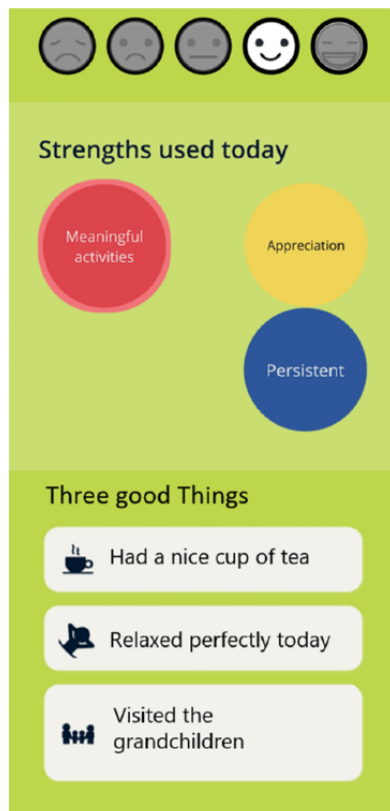 Strengths used today
Meaningful
activities
Appreciation
Persistent
Three good Things
Had a nice cup of tea
Relaxed perfectly today
Visited the
grandchildren